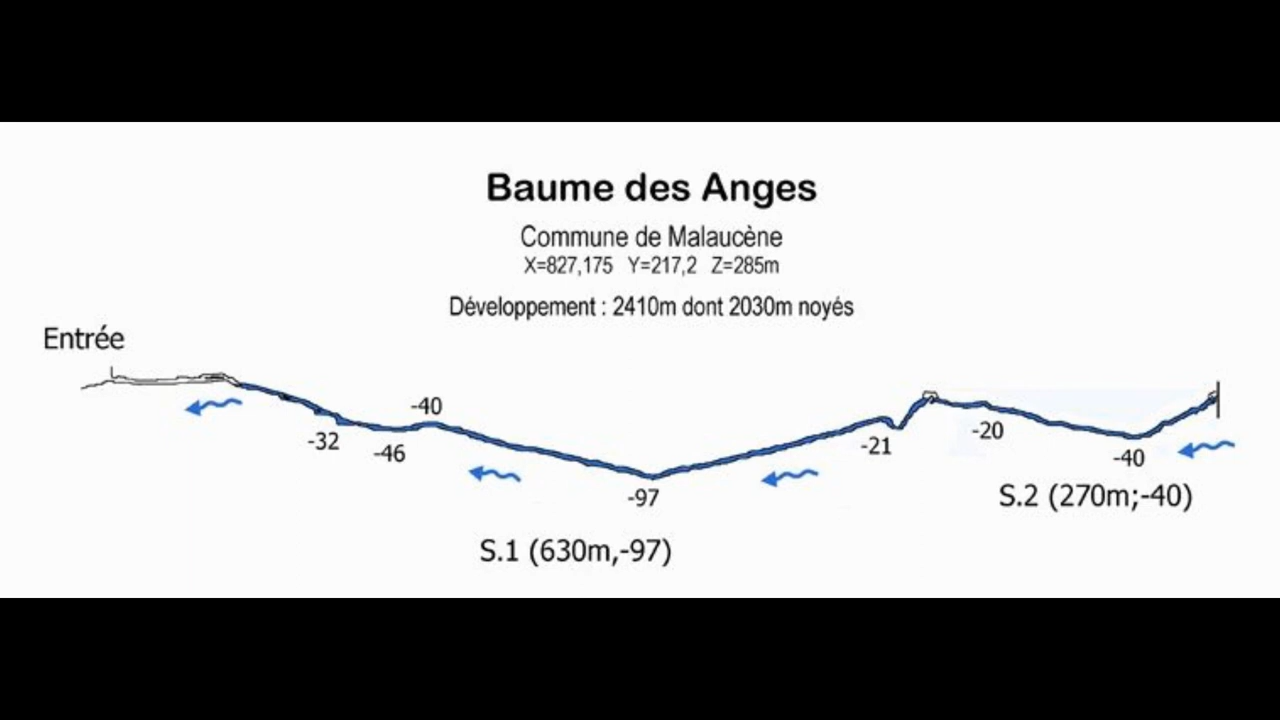 Baume des Anges
Commune de Malaucène
X=827,175 Y=217,2 Z=285m
Développement : 2410m dont 2030m noyés
Entrée
-40
-32
-46
-97
-21
-20
-40
S.2 (270m;-40)
S.1 (630m,-97)